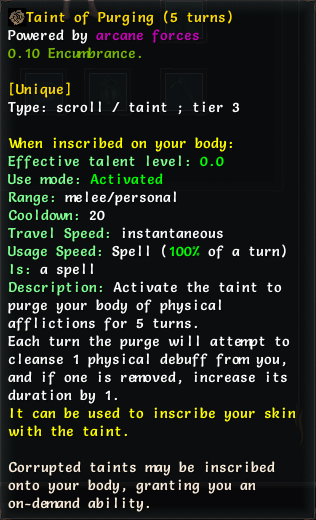 Taint of Purging (5 turns)
Powered by arcane forces
0.10 Encumbrance.
[Unique]
Type: scroll / taint ; tier 3
When inscribed on your body:
Effective talent level: 0.0
Use mode: Activated
Range: melee/personal
Cooldown: 20
Travel Speed: instantaneous
Usage Speed: Spell (100% of a turn)
Is: a spell
Description: Activate the taint to
purge your body of physical
afflictions for 5 turns.
Each turn the purge will attempt to
cleanse 1 physical debuff from you,
and if one is removed, increase its
duration by 1.
It can be used to inscribe your skin
with the taint.
Corrupted taints may be inscribed
onto your body, granting you an
on-demand ability.